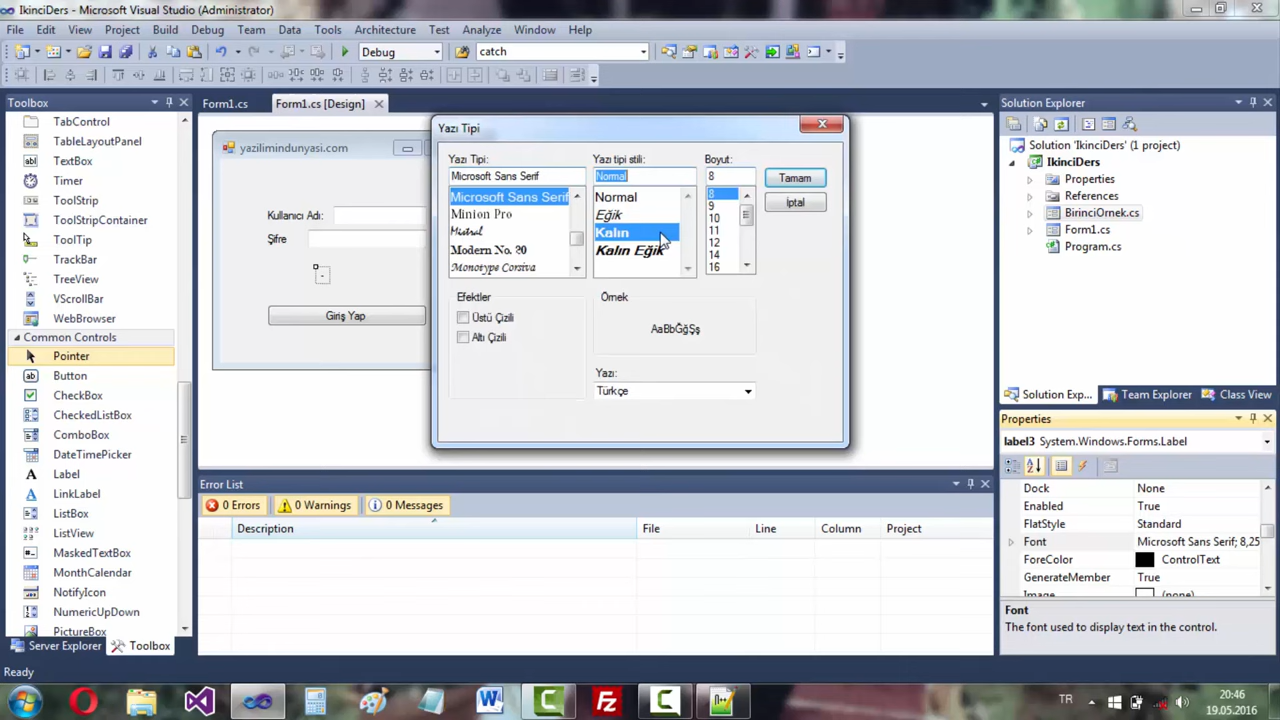 IkinciDers - Microsoft Visual Studio (Administrator)
File Edit View Project Build Debug Team Data Tools Architecture Test Analyze Window Help
Debug catch
Toolbox
TabControl
TableLayoutPanel
TextBox
Timer
ToolStrip
ToolStripContainer
ToolTip
TrackBar
TreeView
VScrollBar
WebBrowser
Common Controls
Pointer
Button
CheckBox
CheckedListBox
ComboBox
DateTimePicker
Label
LinkLabel
ListBox
ListView
MaskedTextBox
MonthCalendar
NotifyIcon
NumericUpDown
PictureBox
Server Explorer Toolbox
Form1.cs Form1.cs [Design]
yazilimindunyasi.com
Kullanıcı Adı:
Şifre
-
Giriş Yap
Yazı Tipi
Yazı Tipi: Yazı tipi stili: Boyut:
Microsoft Sans Serif Normal 8
Microsoft Sans Serif
Minion Pro
Mistral
Modern No. 20
Monotype Corsiva
Normal
Eğik
Kalın
Kalın Eğik
8
9
10
11
12
14
16
Tamam
İptal
Efektler
Üstü Çizili
Altı Çizili
Örnek
AaBbĞğŞş
Yazı:
Türkçe
Error List
0 Errors 0 Warnings 0 Messages
Description File Line Column Project
Solution Explorer
Solution 'IkinciDers' (1 project)
IkinciDers
Properties
References
BirinciOrnek.cs
Form1.cs
Program.cs
Solution Exp... Team Explorer Class View
Properties
label3 System.Windows.Forms.Label
Dock None
Enabled True
FlatStyle Standard
Font Microsoft Sans Serif; 8,25
ForeColor ControlText
GenerateMember True
Image (none)
Font
The font used to display text in the control.
Ready
TR 20:46
19.05.2016